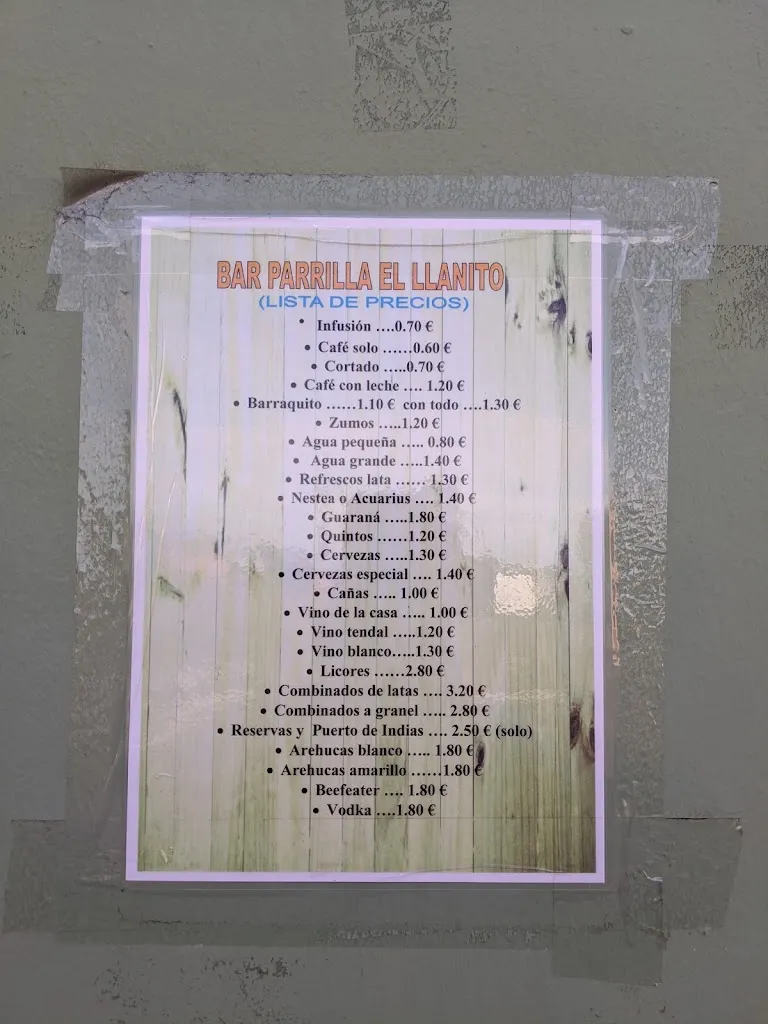 BAR PARRILLA EL LLANITO
(LISTA DE PRECIOS)
• Infusión ....0.70 €
• Café solo ......0.60 €
• Cortado .....0.70 €
• Café con leche .... 1.20 €
• Barraquito ......1.10 € con todo ....1.30 €
• Zumos .....1.20 €
• Agua pequeña ..... 0.80 €
• Agua grande .....1.40 €
• Refrescos lata ...... 1.30 €
• Nestea o Acuarius .... 1.40 €
• Guaraná .....1.80 €
• Quintos ......1.20 €
• Cervezas .....1.30 €
• Cervezas especial .... 1.40 €
• Cañas ..... 1.00 €
• Vino de la casa ..... 1.00 €
• Vino tendal .....1.20 €
• Vino blanco.....1.30 €
• Licores ......2.80 €
• Combinados de latas .... 3.20 €
• Combinados a granel ..... 2.80 €
• Reservas y Puerto de Indias .... 2.50 € (solo)
• Arehucas blanco ..... 1.80 €
• Arehucas amarillo ......1.80 €
• Beefeater .... 1.80 €
• Vodka ....1.80 €